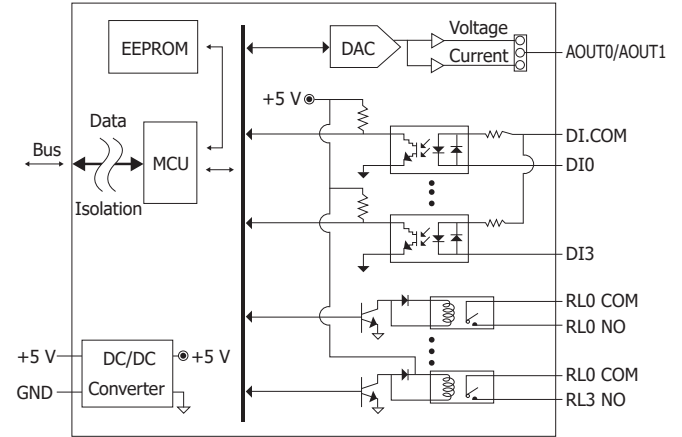 EEPROM
DAC
Voltage
Current
AOUT0/AOUT1
+5 V
Data
Bus
MCU
Isolation
DI.COM
DI0
DI3
RL0 COM
RL0 NO
+5 V
DC/DC
Converter
+5 V
GND
RL0 COM
RL3 NO